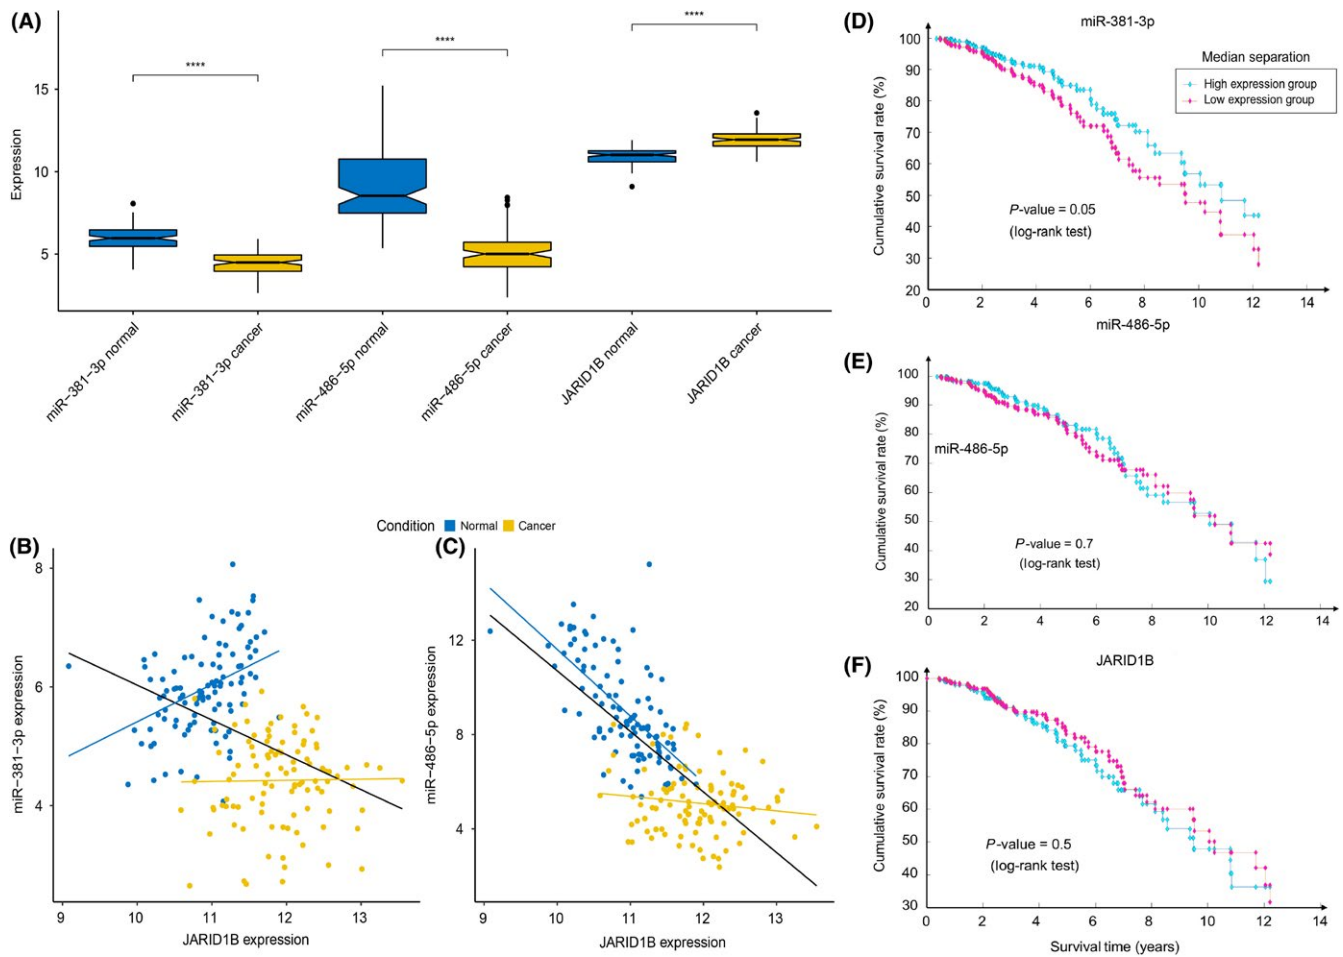 (A)
****
****
****
Expression
15
10
5
miR−381−3p normal
miR−381−3p cancer
miR−486−5p normal
miR−486−5p cancer
JARID1B normal
JARID1B cancer
Condition Normal Cancer
(B)
miR−381−3p expression
8
6
4
9 10 11 12 13
JARID1B expression
(C)
miR−486−5p expression
12
8
4
9 10 11 12 13
JARID1B expression
(D)
miR-381-3p
Median separation
High expression group
Low expression group
Cumulative survival rate (%)
100
90
80
70
60
50
40
30
20
P-value = 0.05
(log-rank test)
0 2 4 6 8 10 12 14
miR-486-5p
(E)
Cumulative survival rate (%)
100
90
80
70
60
50
40
30
20
miR-486-5p
P-value = 0.7
(log-rank test)
0 2 4 6 8 10 12 14
(F)
JARID1B
Cumulative survival rate (%)
100
90
80
70
60
50
40
30
P-value = 0.5
(log-rank test)
0 2 4 6 8 10 12 14
Survival time (years)